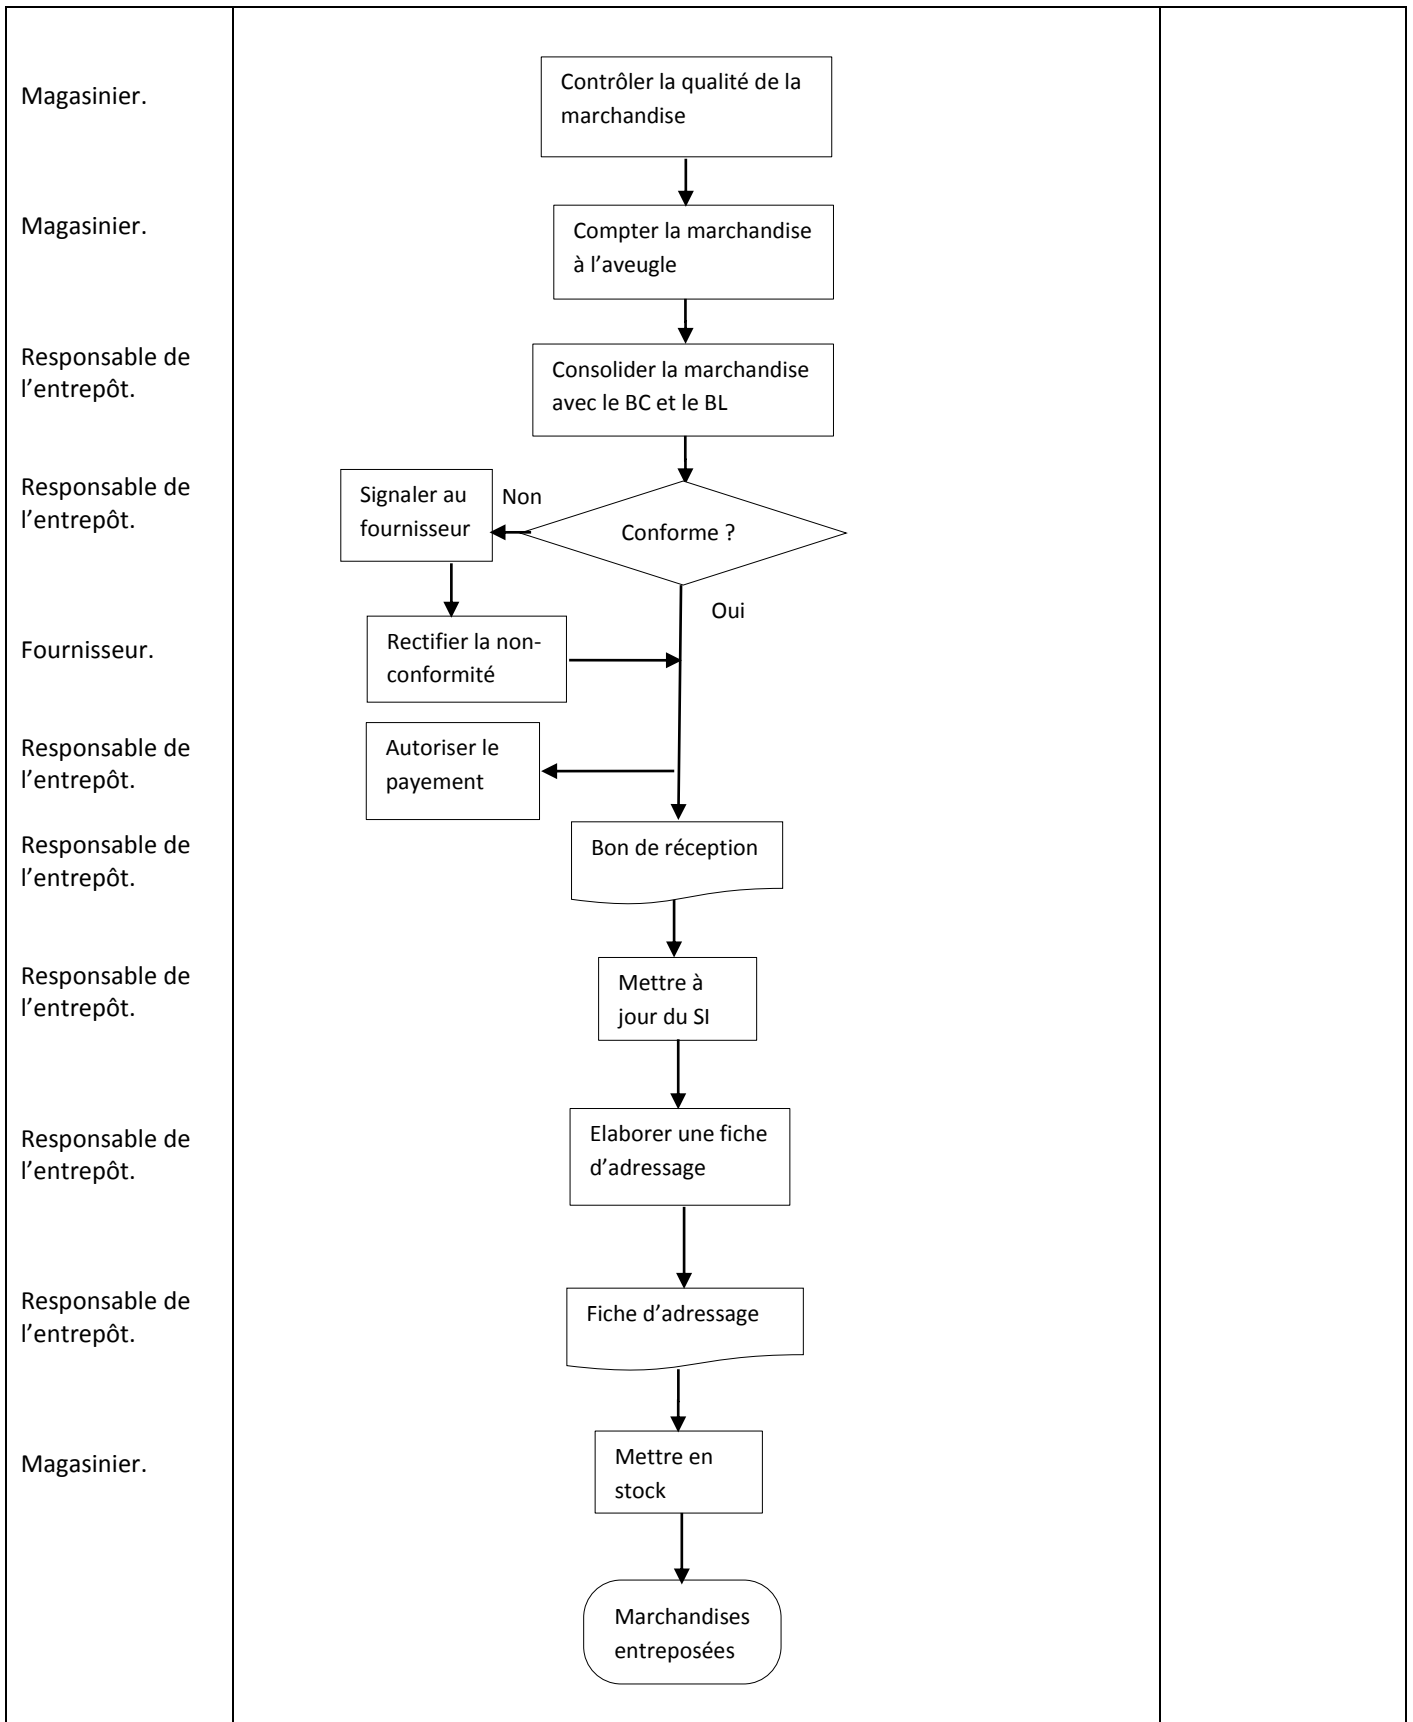 Magasinier.
Contrôler la qualité de la
marchandise
Magasinier.
Compter la marchandise
à l’aveugle
Responsable de
l’entrepôt.
Consolider la marchandise
avec le BC et le BL
Responsable de
l’entrepôt.
Signaler au
fournisseur
Non
Conforme ?
Oui
Fournisseur.
Rectifier la non-
conformité
Responsable de
l’entrepôt.
Autoriser le
payement
Responsable de
l’entrepôt.
Bon de réception
Responsable de
l’entrepôt.
Mettre à
jour du SI
Responsable de
l’entrepôt.
Elaborer une fiche
d’adressage
Responsable de
l’entrepôt.
Fiche d’adressage
Magasinier.
Mettre en
stock
Marchandises
entreposées